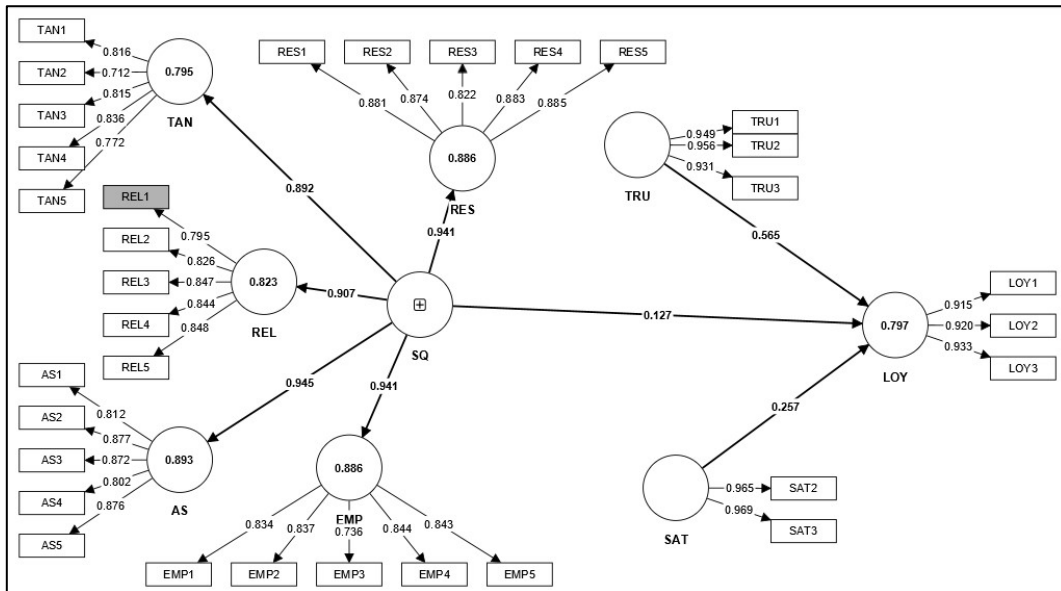 TAN1
TAN2
TAN3
TAN4
TAN5
0.816
0.712
0.815
0.836
0.772
0.795
TAN
RES1
RES2
RES3
RES4
RES5
0.881
0.874
0.822
0.883
0.885
0.886
RES
TRU
0.949
0.956
0.931
TRU1
TRU2
TRU3
0.892
0.941
0.565
REL1
REL2
REL3
REL4
REL5
0.795
0.826
0.847
0.844
0.848
0.823
REL
0.907
SQ
0.127
0.797
LOY
0.915
0.920
0.933
LOY1
LOY2
LOY3
0.945
0.941
0.257
AS1
AS2
AS3
AS4
AS5
0.812
0.877
0.872
0.802
0.876
0.893
AS
0.886
EMP
0.834
0.837
0.736
0.844
0.843
EMP1
EMP2
EMP3
EMP4
EMP5
SAT
0.965
0.969
SAT2
SAT3